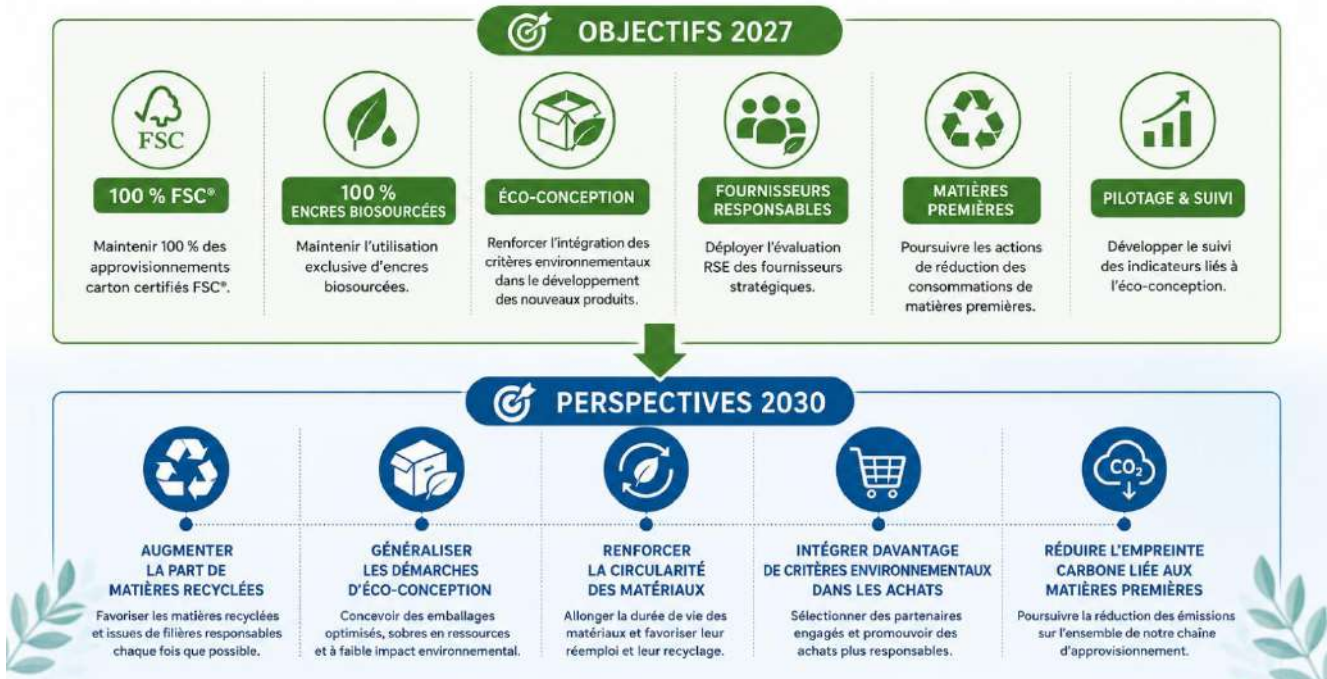 OBJECTIFS 2027
FSC
100 % FSC®
Maintenir 100 % des
approvisionnements
carton certifiés FSC®.
100 %
ENCRES BIOSOURCÉES
Maintenir l'utilisation
exclusive d'encres
biosourcées.
ÉCO-CONCEPTION
Renforcer l'intégration des
critères environnementaux
dans le développement
des nouveaux produits.
FOURNISSEURS
RESPONSABLES
Déployer l'évaluation
RSE des fournisseurs
stratégiques.
MATIÈRES
PREMIÈRES
Poursuivre les actions
de réduction des
consommations de
matières premières.
PILOTAGE & SUIVI
Développer le suivi
des indicateurs liés à
l'éco-conception.
PERSPECTIVES 2030
AUGMENTER
LA PART DE
MATIÈRES RECYCLÉES
Favoriser les matières recyclées
et issues de filières responsables
chaque fois que possible.
GÉNÉRALISER
LES DÉMARCHES
D'ÉCO-CONCEPTION
Concevoir des emballages
optimisés, sobres en ressources
et à faible impact environnemental.
RENFORCER
LA CIRCULARITÉ
DES MATÉRIAUX
Allonger la durée de vie des
matériaux et favoriser leur
réemploi et leur recyclage.
INTÉGRER DAVANTAGE
DE CRITÈRES ENVIRONNEMENTAUX
DANS LES ACHATS
Sélectionner des partenaires
engagés et promouvoir des
achats plus responsables.
CO₂
RÉDUIRE L'EMPREINTE
CARBONE LIÉE AUX
MATIÈRES PREMIÈRES
Poursuivre la réduction des émissions
sur l'ensemble de notre chaîne
d'approvisionnement.